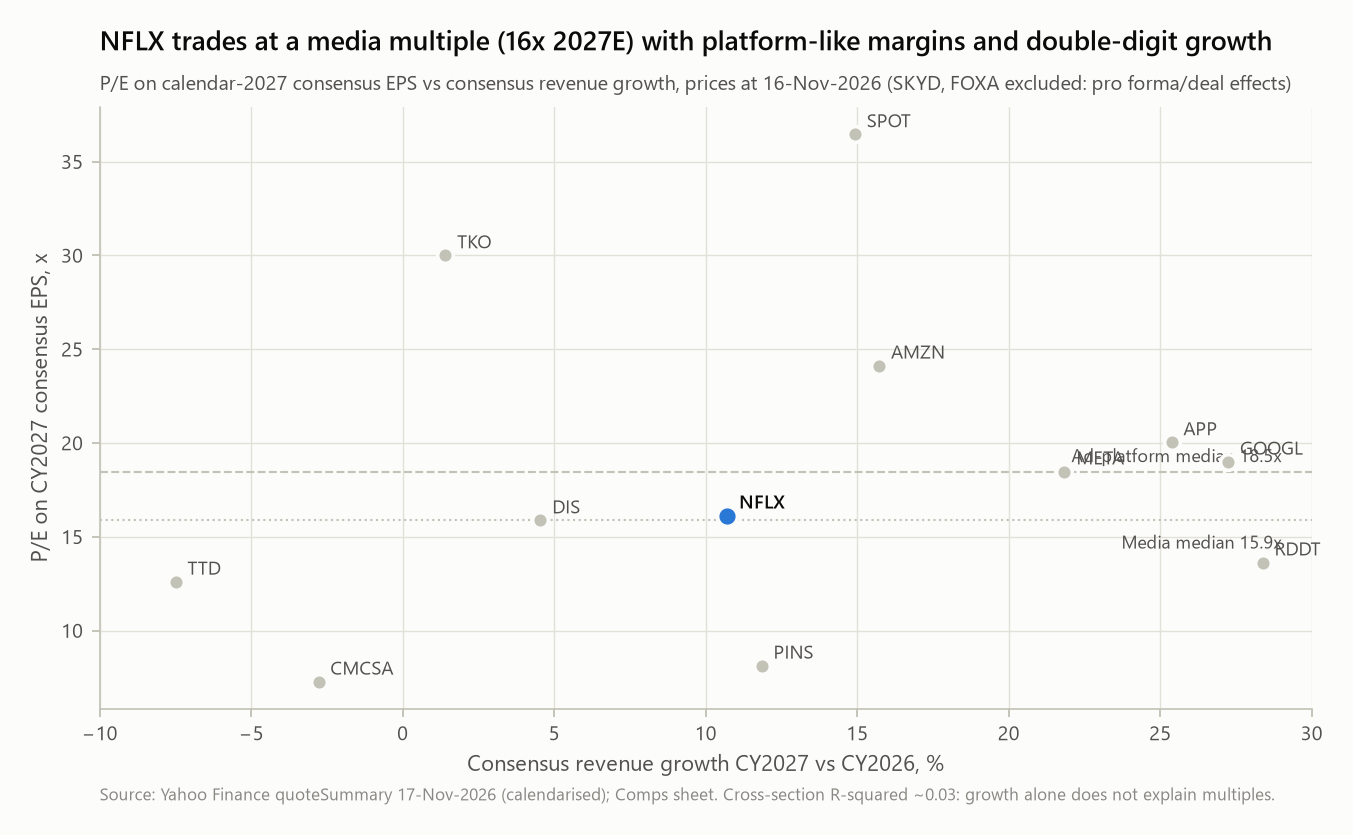 NFLX trades at a media multiple (16x 2027E) with platform-like margins and double-digit growth
P/E on calendar-2027 consensus EPS vs consensus revenue growth, prices at 16-Nov-2026 (SKYD, FOXA excluded: pro forma/deal effects)
SPOT
35
TKO
30
AMZN
25
APP
20
GOOGL
Ad-platform median 18.5x
META
NFLX
DIS
15
Media median 15.9x
RDDT
TTD
10
PINS
CMCSA
P/E on CY2027 consensus EPS, x
−10 −5 0 5 10 15 20 25 30
Consensus revenue growth CY2027 vs CY2026, %
Source: Yahoo Finance quoteSummary 17-Nov-2026 (calendarised); Comps sheet. Cross-section R-squared ~0.03: growth alone does not explain multiples.